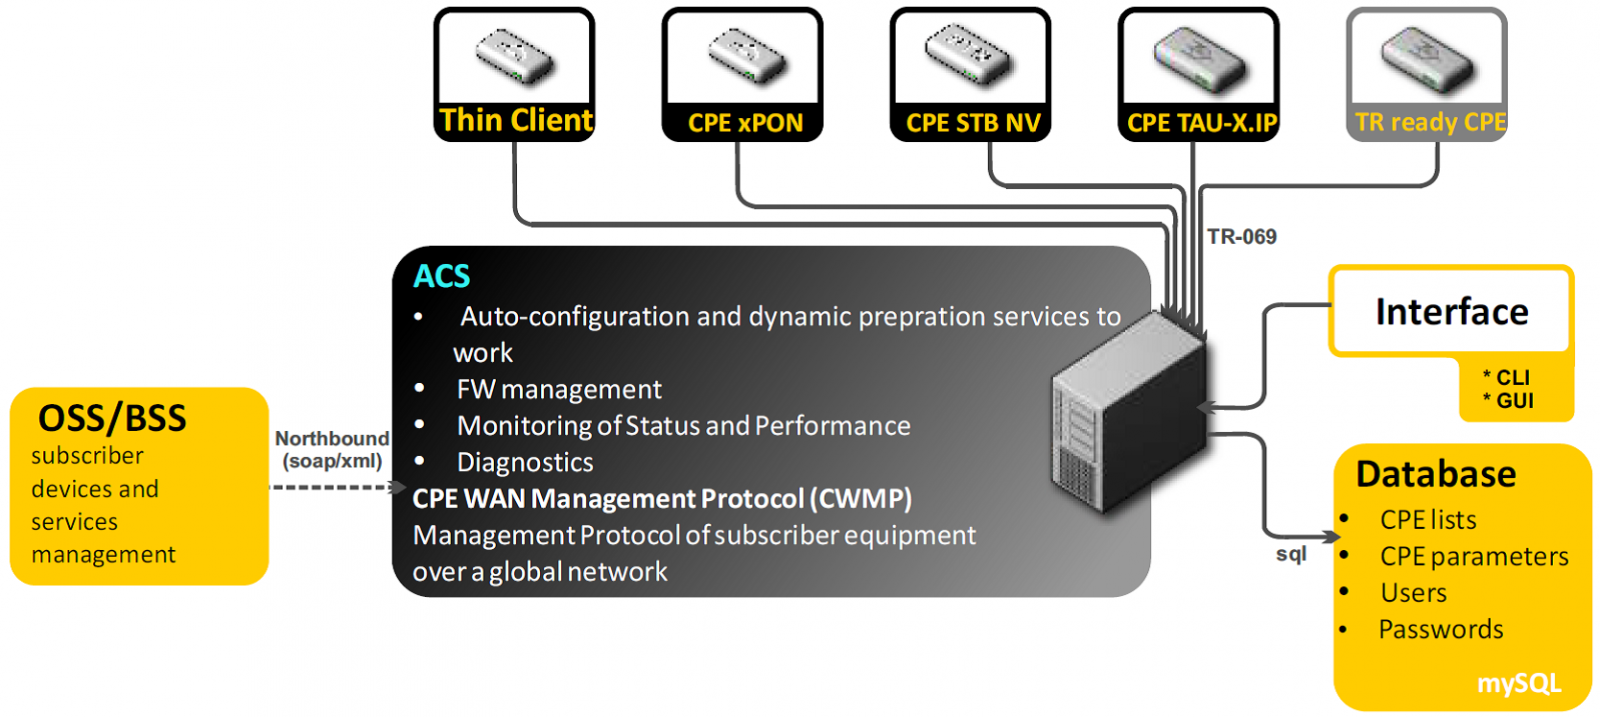 Thin Client
CPE xPON
CPE STB NV
CPE TAU-X.IP
TR ready CPE
TR-069
ACS
• Auto-configuration and dynamic prepration services to
work
• FW management
• Monitoring of Status and Performance
• Diagnostics
CPE WAN Management Protocol (CWMP)
Management Protocol of subscriber equipment
over a global network
OSS/BSS
subscriber
devices and
services
management
Northbound
(soap/xml)
Interface
* CLI
* GUI
sql
Database
• CPE lists
• CPE parameters
• Users
• Passwords
mySQL